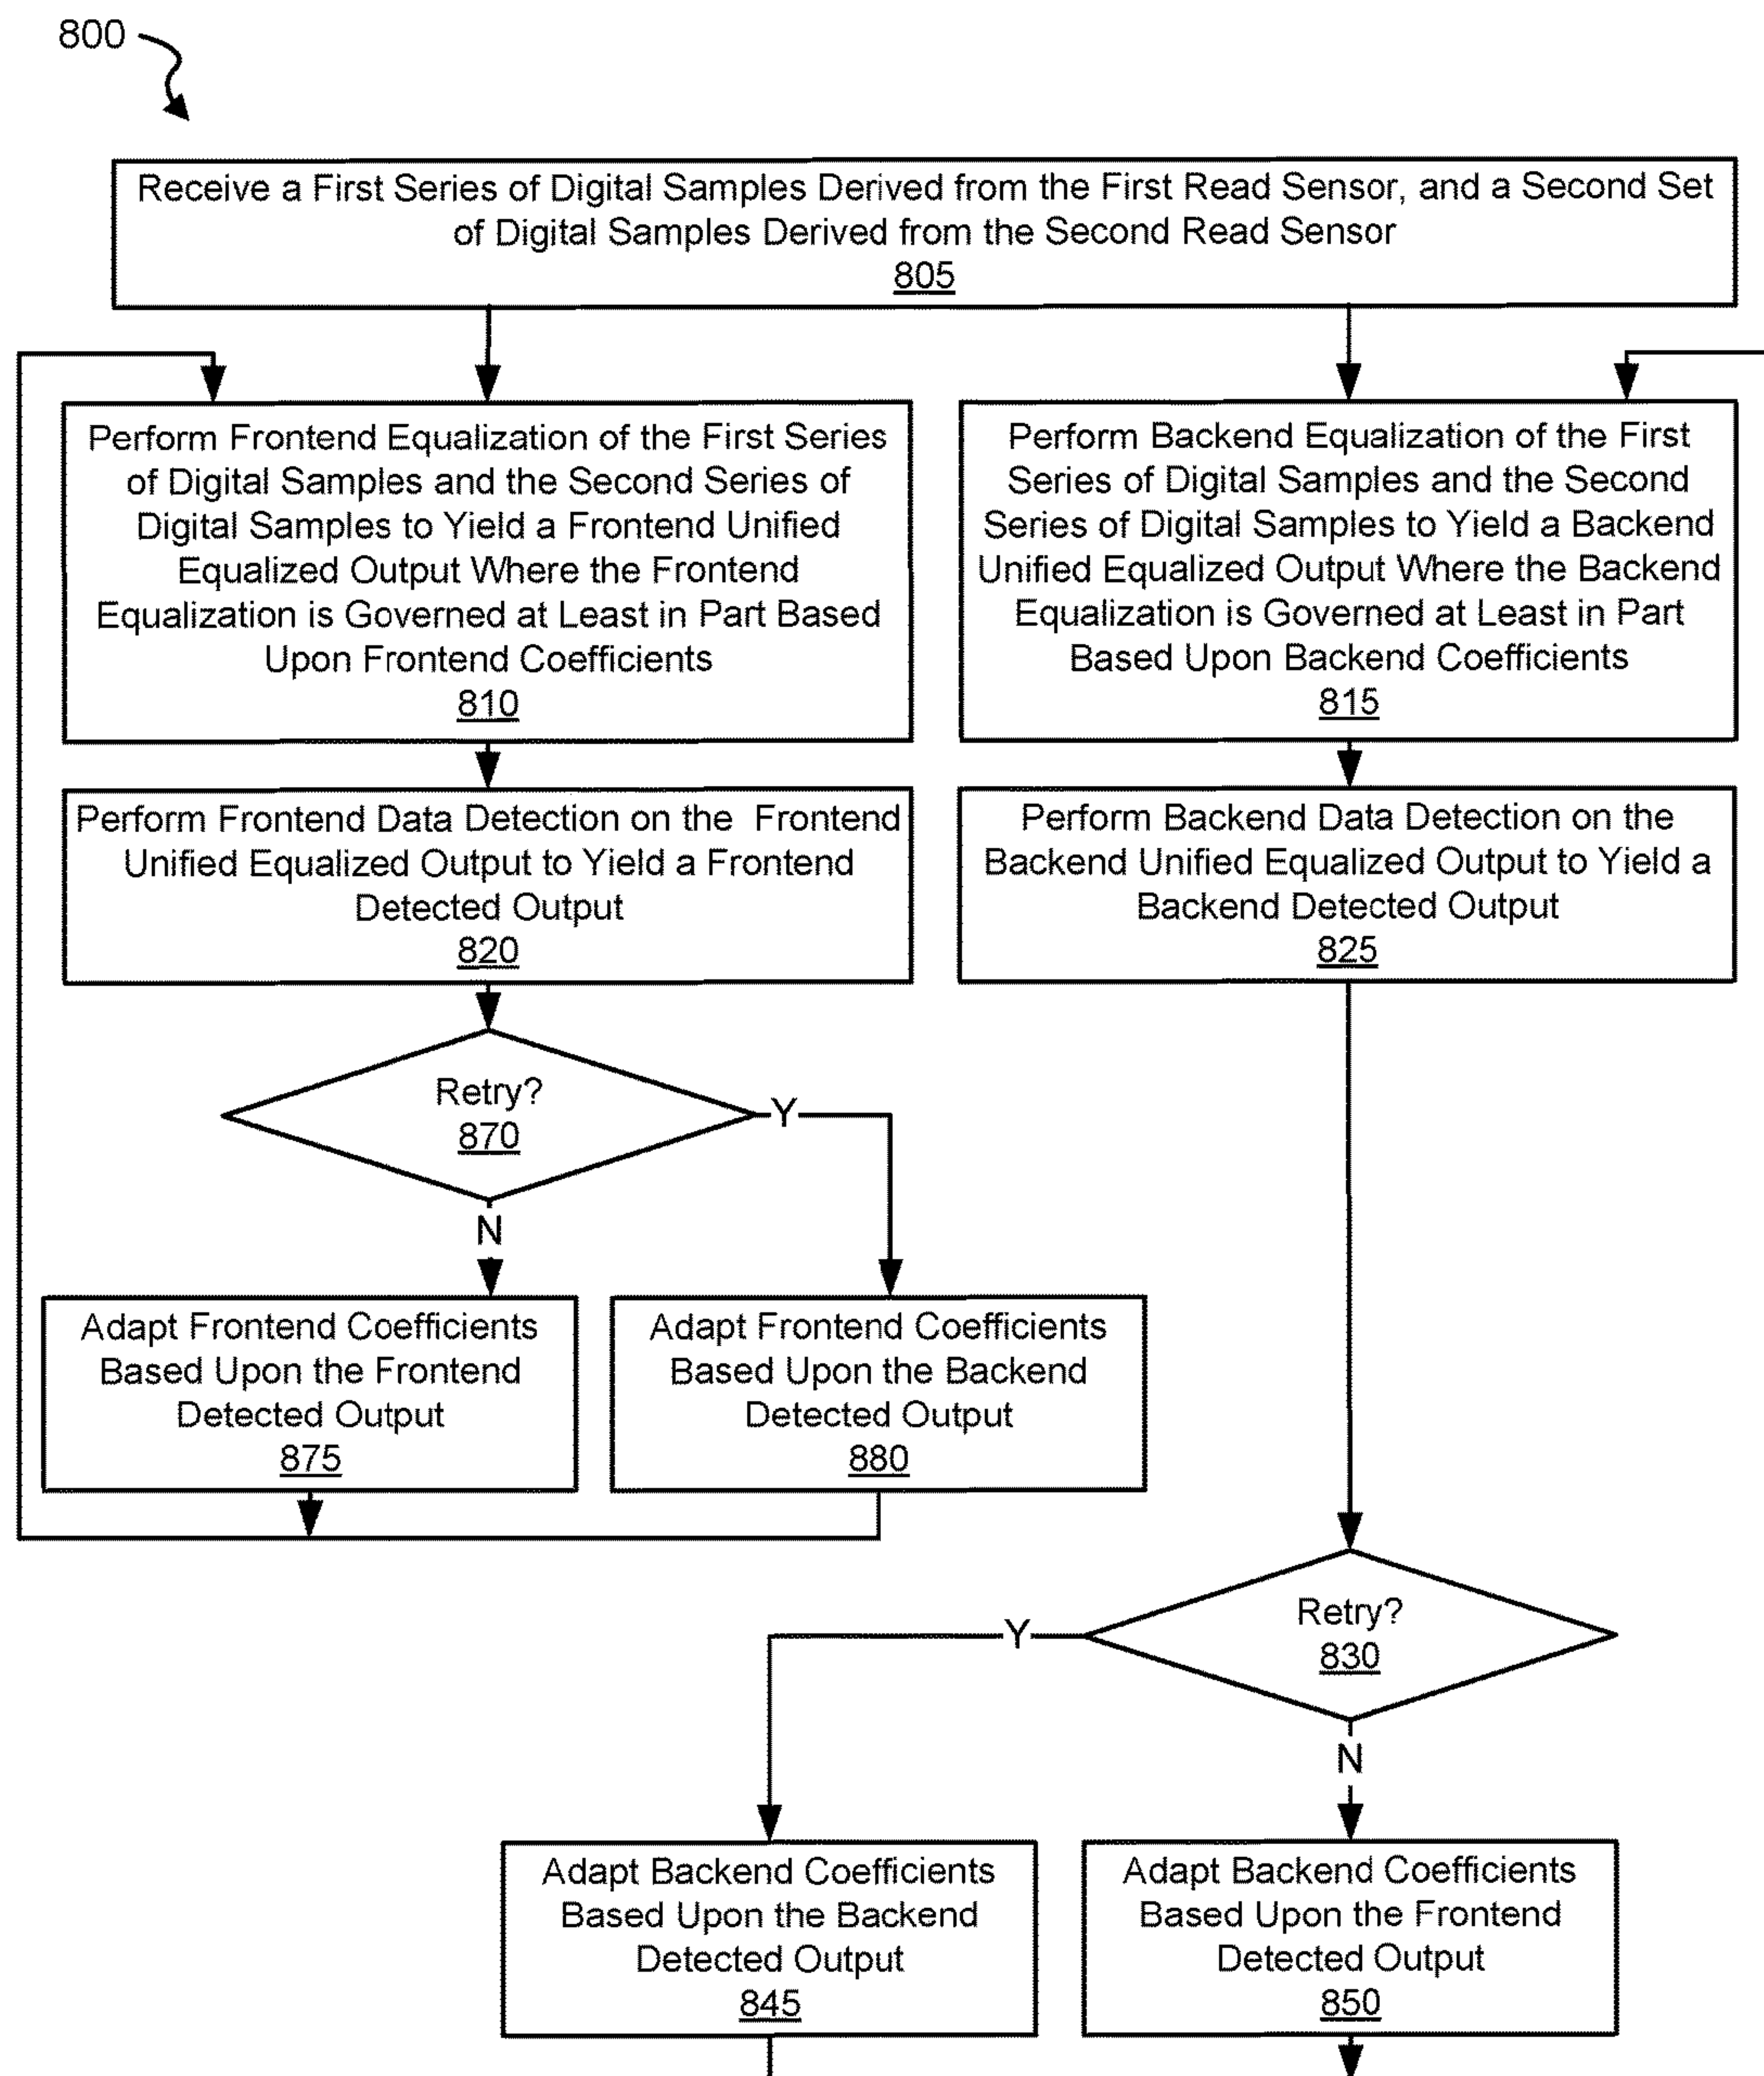 800
Receive a First Series of Digital Samples Derived from the First Read Sensor, and a Second Set
of Digital Samples Derived from the Second Read Sensor
805
Perform Frontend Equalization of the First Series
of Digital Samples and the Second Series of
Digital Samples to Yield a Frontend Unified
Equalized Output Where the Frontend
Equalization is Governed at Least in Part Based
Upon Frontend Coefficients
810
Perform Backend Equalization of the First
Series of Digital Samples and the Second
Series of Digital Samples to Yield a Backend
Unified Equalized Output Where the Backend
Equalization is Governed at Least in Part
Based Upon Backend Coefficients
815
Perform Frontend Data Detection on the Frontend
Unified Equalized Output to Yield a Frontend
Detected Output
820
Perform Backend Data Detection on the
Backend Unified Equalized Output to Yield a
Backend Detected Output
825
Retry?
870
Y
N
Adapt Frontend Coefficients
Based Upon the Frontend
Detected Output
875
Adapt Frontend Coefficients
Based Upon the Backend
Detected Output
880
Retry?
830
Y
N
Adapt Backend Coefficients
Based Upon the Backend
Detected Output
845
Adapt Backend Coefficients
Based Upon the Frontend
Detected Output
850